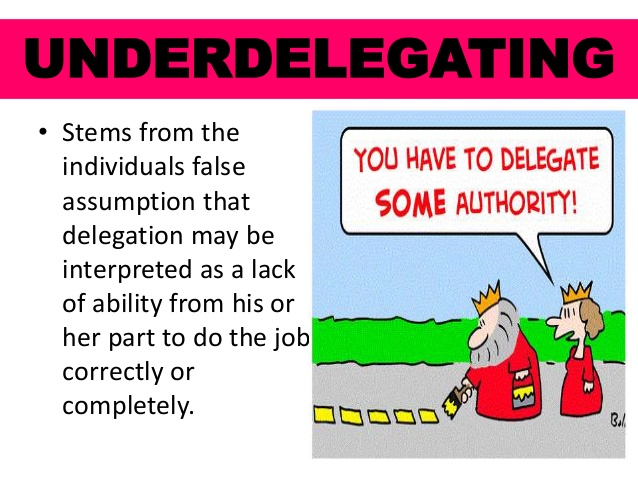 UNDERDELEGATING
• Stems from the
individuals false
assumption that
delegation may be
interpreted as a lack
of ability from his or
her part to do the job
correctly or
completely.
YOU HAVE TO DELEGATE
SOME AUTHORITY!